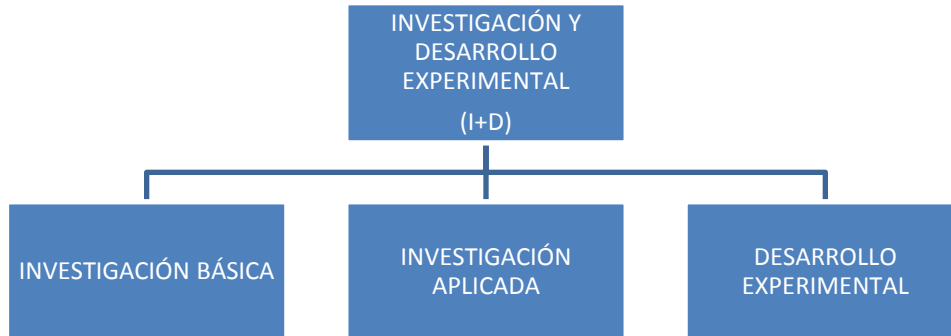 INVESTIGACIÓN Y
DESARROLLO
EXPERIMENTAL
(I+D)
INVESTIGACIÓN BÁSICA
INVESTIGACIÓN
APLICADA
DESARROLLO
EXPERIMENTAL